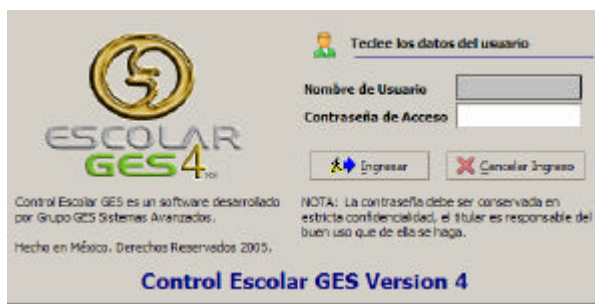 Teclee los datos del usuario
Nombre de Usuario
Contraseña de Acceso
ESCOLAR
GES4
Ingresar
Cancelar Ingreso
Control Escolar GES es un software desarrollado
por Grupo GES Sistemas Avanzados.
Hecho en México. Derechos Reservados 2005.
NOTA: La contraseña debe ser conservada en
estricta confidencialidad, el titular es responsable del
buen uso que de ella se haga.
Control Escolar GES Version 4